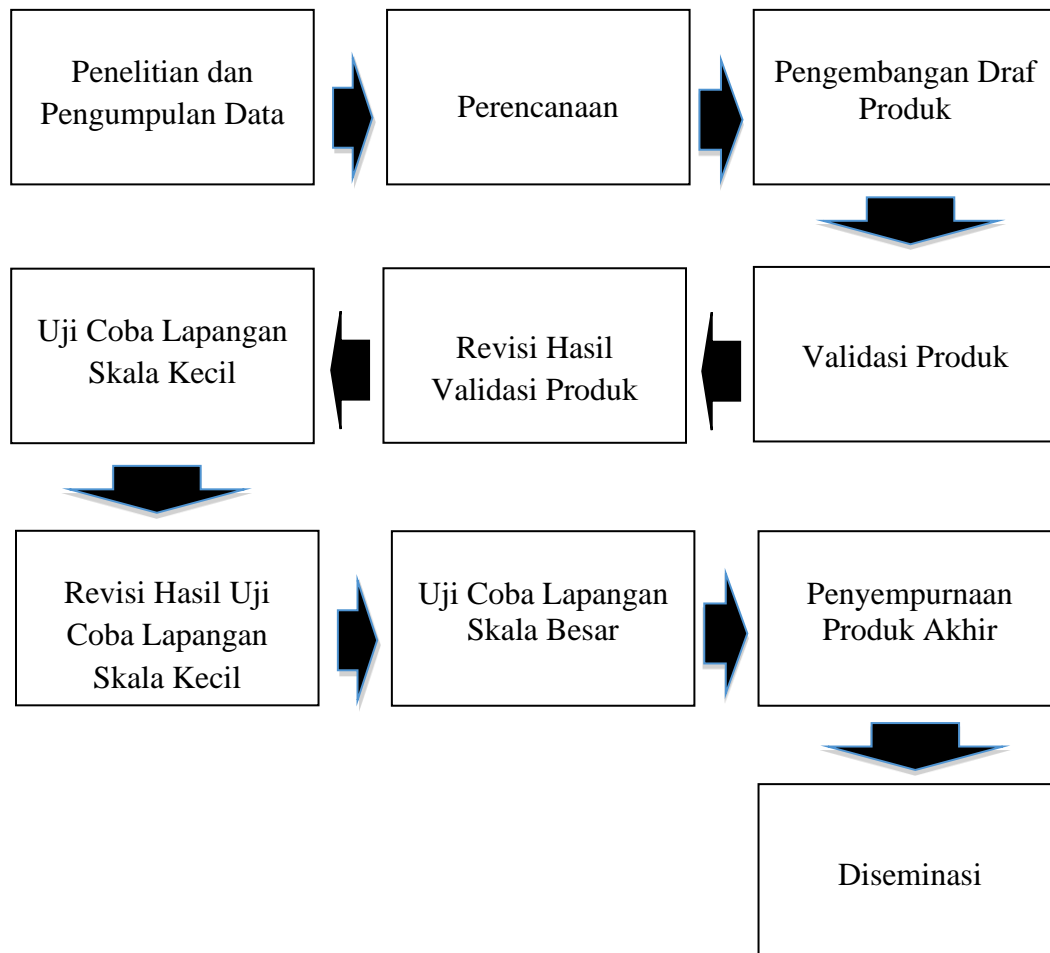 Penelitian dan
Pengumpulan Data
Perencanaan
Pengembangan Draf
Produk
Validasi Produk
Revisi Hasil
Validasi Produk
Uji Coba Lapangan
Skala Kecil
Revisi Hasil Uji
Coba Lapangan
Skala Kecil
Uji Coba Lapangan
Skala Besar
Penyempurnaan
Produk Akhir
Diseminasi